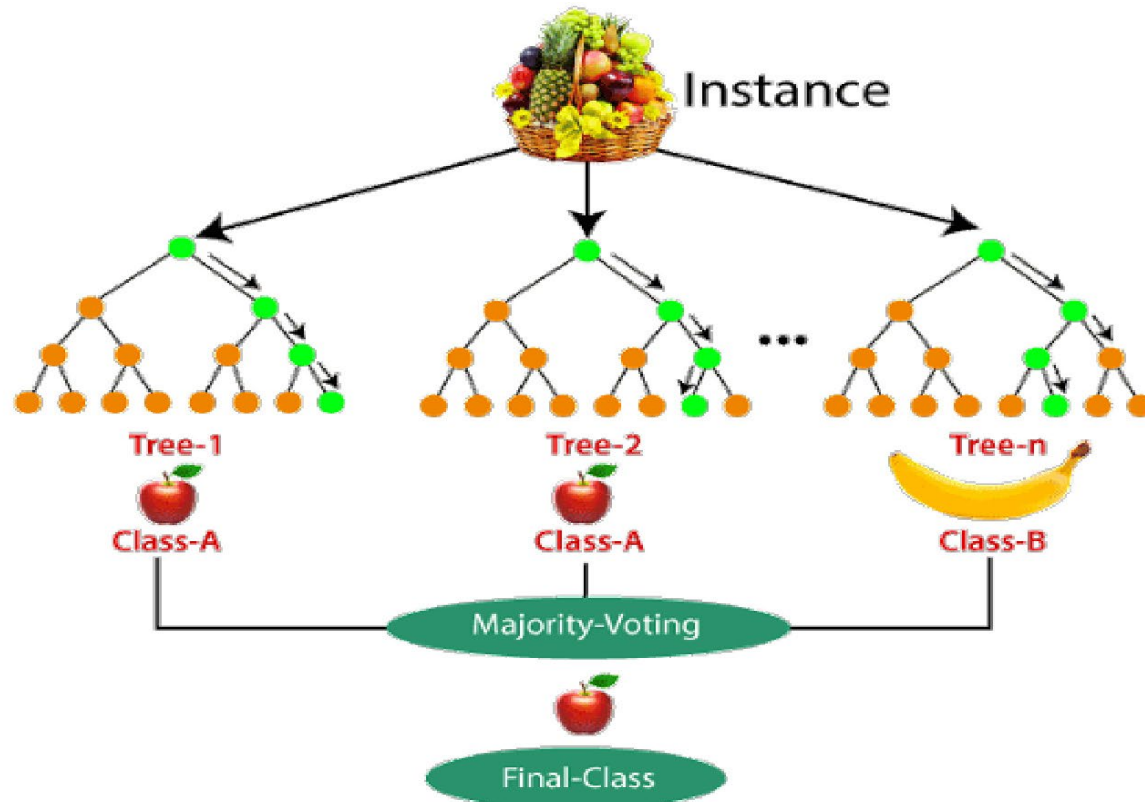 Instance
Tree-1
Tree-2
Tree-n
Class-A
Class-A
Class-B
Majority-Voting
Final-Class